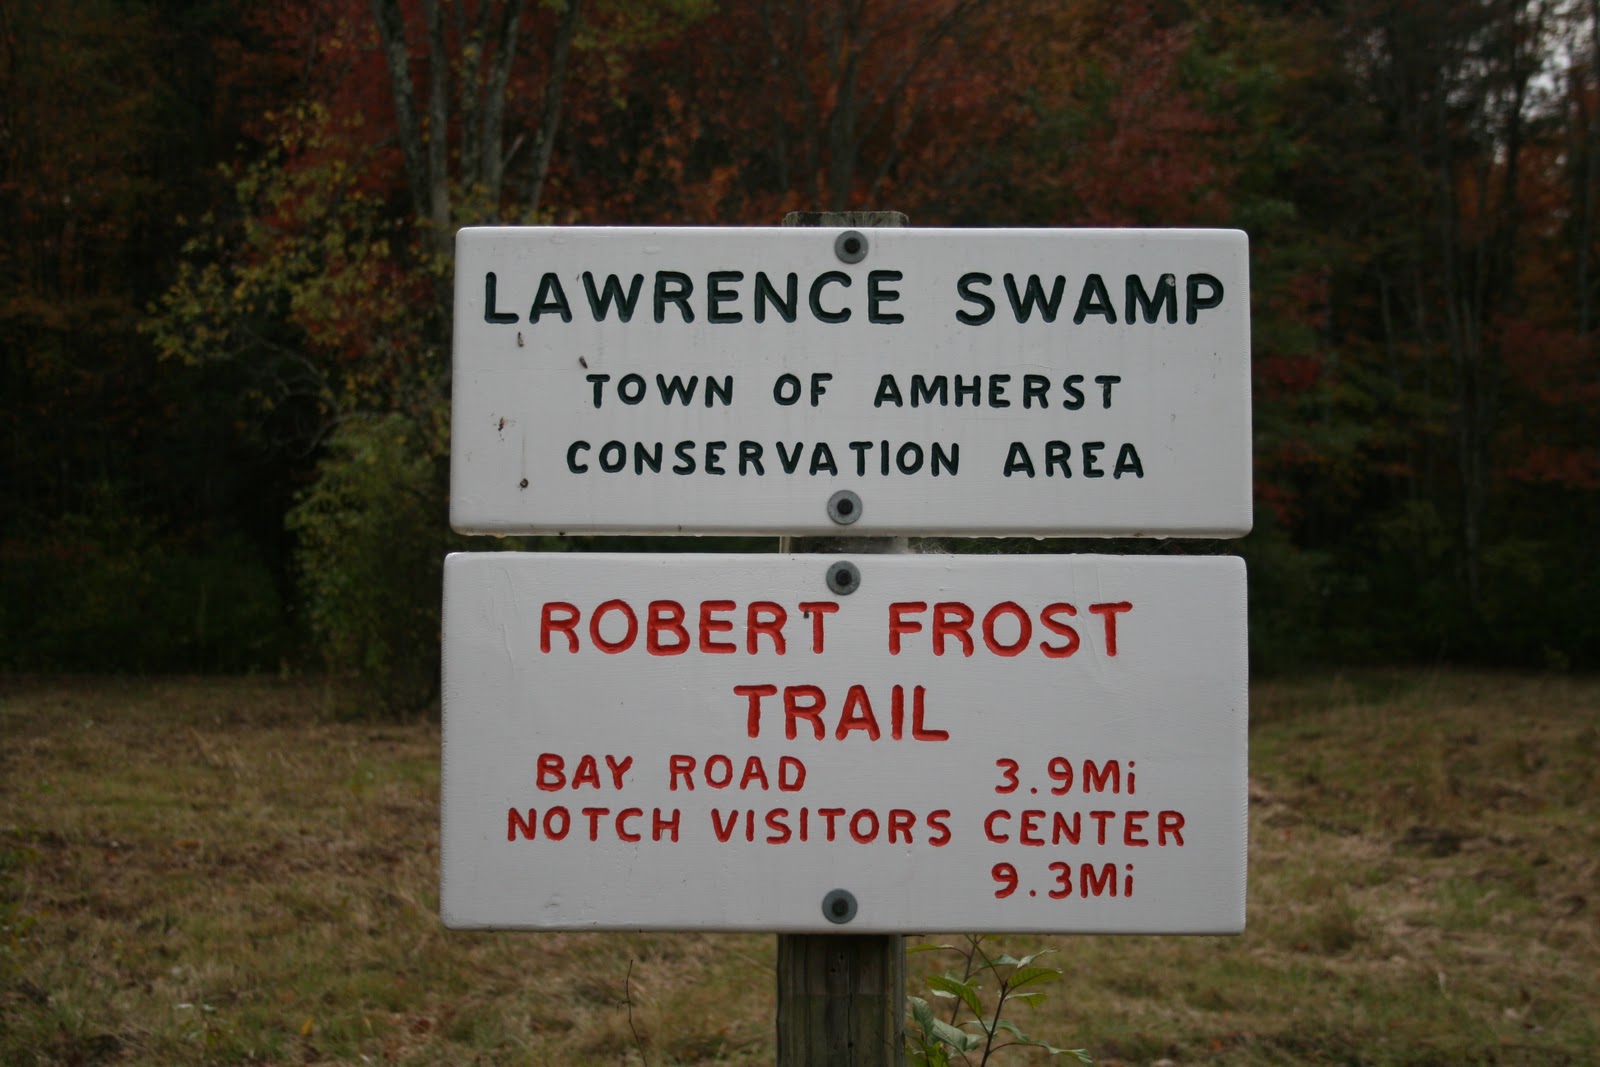 LAWRENCE SWAMP
TOWN OF AMHERST
CONSERVATION AREA
ROBERT FROST
TRAIL
BAY ROAD 3.9Mi
NOTCH VISITORS CENTER
9.3Mi